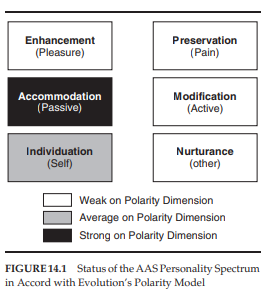 Enhancement
(Pleasure)
Preservation
(Pain)
Accommodation
(Passive)
Modification
(Active)
Individuation
(Self)
Nurturance
(other)
Weak on Polarity Dimension
Average on Polarity Dimension
Strong on Polarity Dimension
FIGURE 14.1 Status of the AAS Personality Spectrum
in Accord with Evolution's Polarity Model